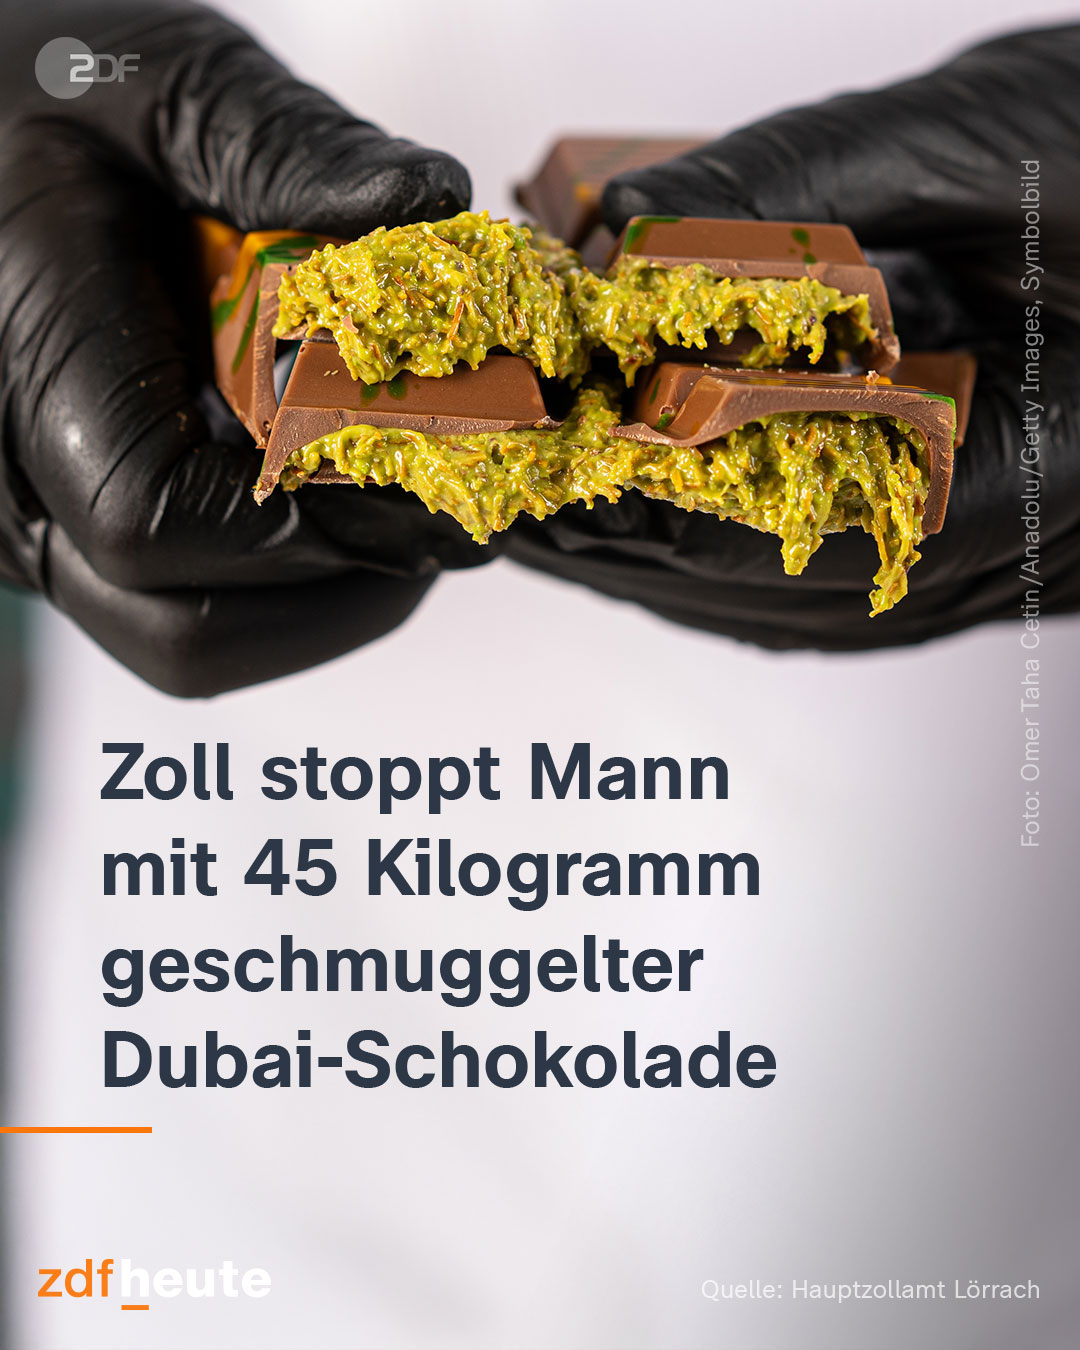 ZDF
Foto: Omer Taha Cetin/Anadolu/Getty Images, Symbolbild
Zoll stoppt Mann
mit 45 Kilogramm
geschmuggelter
Dubai-Schokolade
zdfheute
Quelle: Hauptzollamt Lörrach